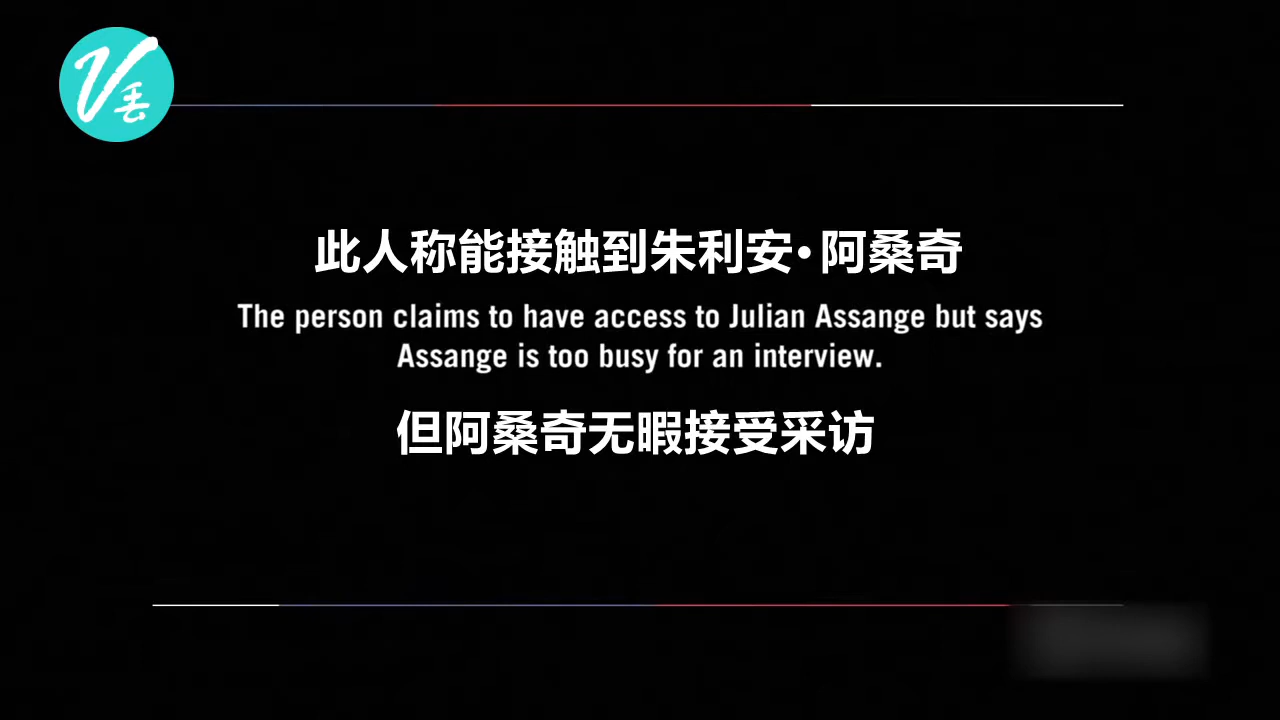 V丢
此人称能接触到朱利安·阿桑奇
The person claims to have access to Julian Assange but says
Assange is too busy for an interview.
但阿桑奇无暇接受采访